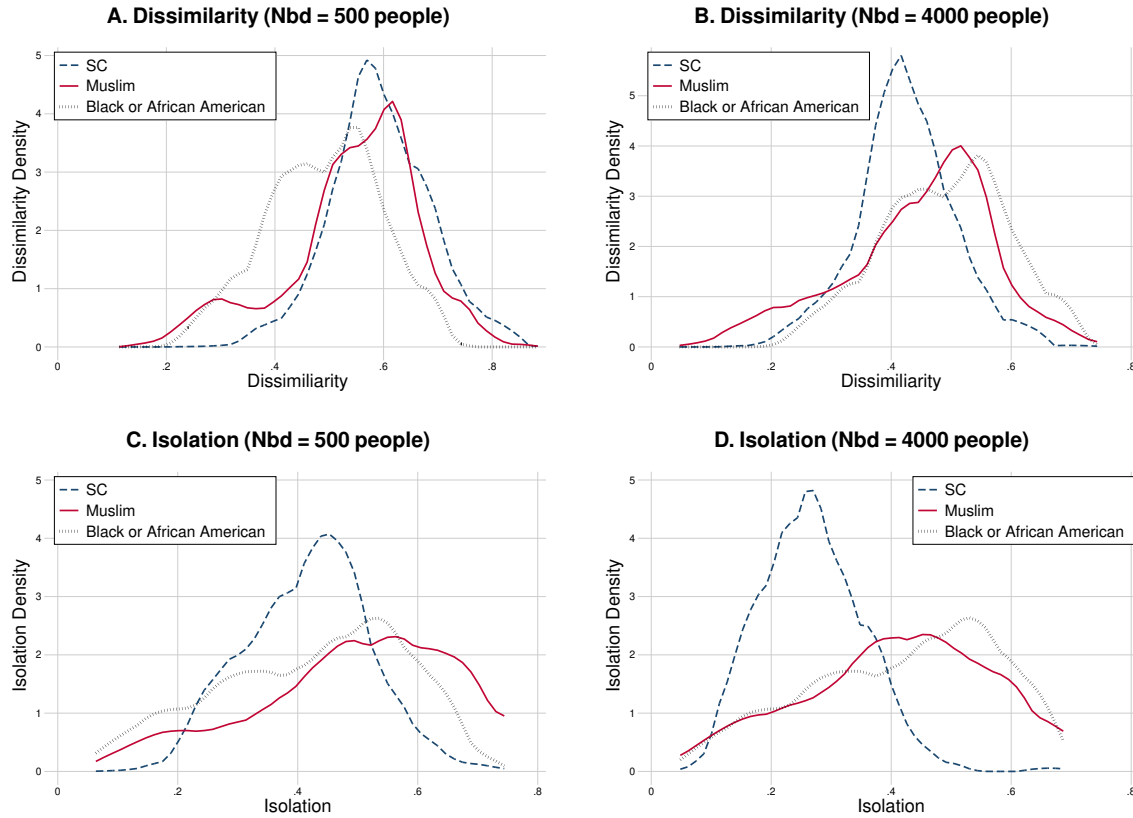 A. Dissimilarity (Nbd = 500 people)
SC
Muslim
Black or African American
Dissimilarity Density
5
4
3
2
1
0
0
.2
.4
.6
.8
Dissimiliarity
B. Dissimilarity (Nbd = 4000 people)
SC
Muslim
Black or African American
Dissimilarity Density
5
4
3
2
1
0
0
.2
.4
.6
.8
Dissimiliarity
C. Isolation (Nbd = 500 people)
SC
Muslim
Black or African American
Isolation Density
5
4
3
2
1
0
0
.2
.4
.6
.8
Isolation
D. Isolation (Nbd = 4000 people)
SC
Muslim
Black or African American
Isolation Density
5
4
3
2
1
0
0
.2
.4
.6
.8
Isolation